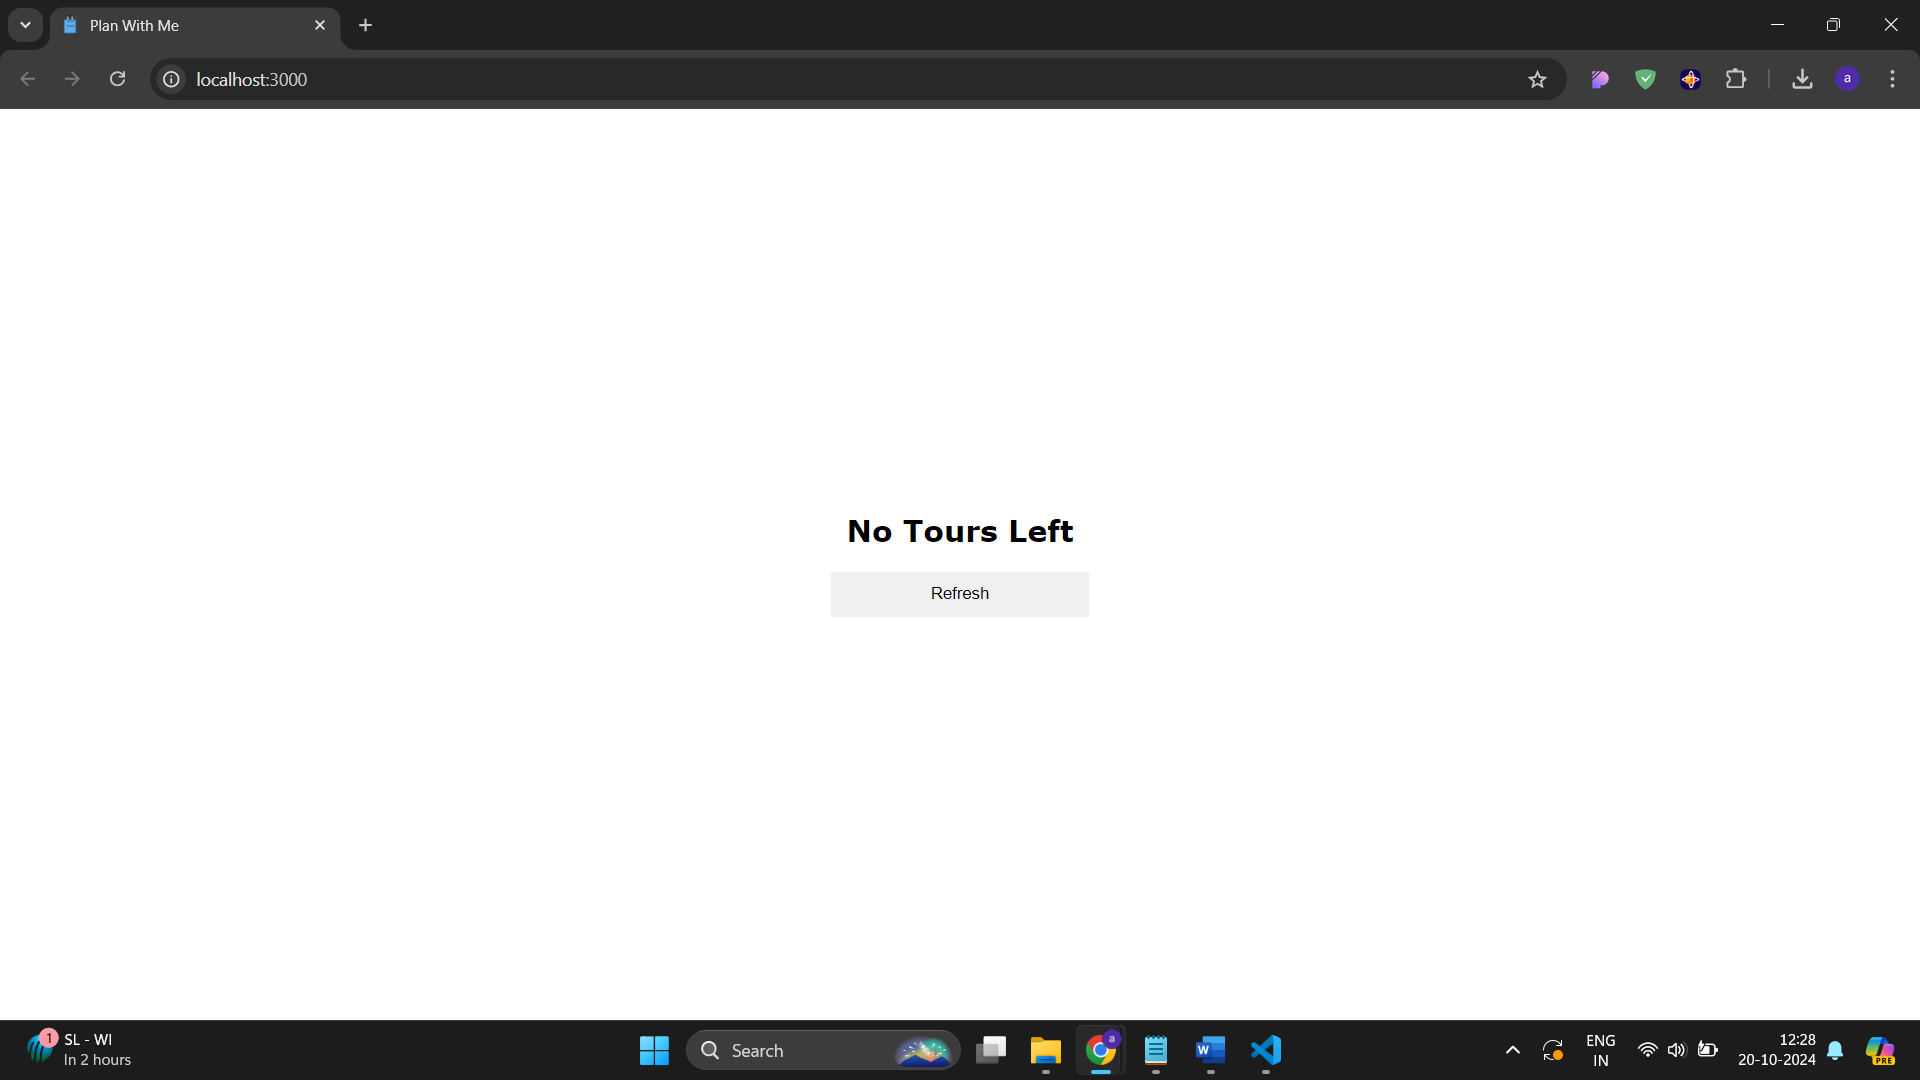 Plan With Me
localhost:3000
a
No Tours Left
Refresh
1
SL - WI
In 2 hours
Search
a
W
ENG
IN
12:28
20-10-2024
PRE